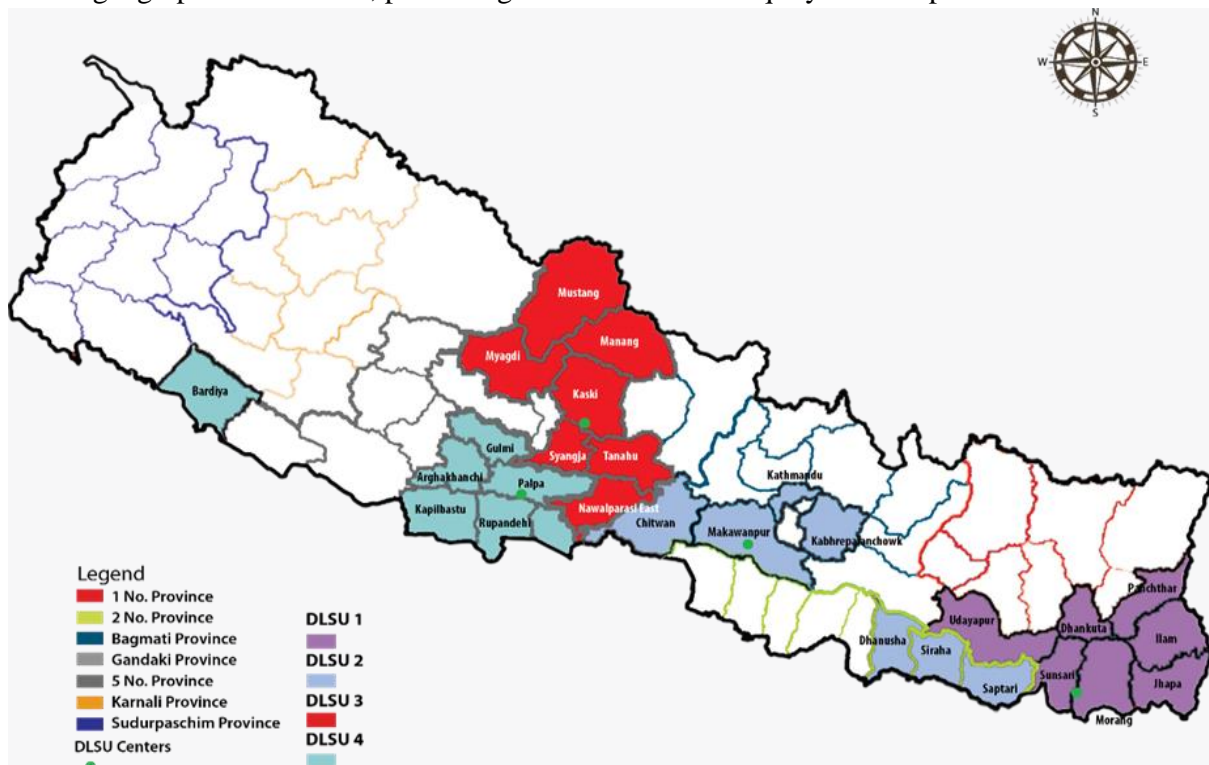 N
W
E
S
Mustang
Manang
Myagdi
Kaski
Bardiya
Gulmi
Syangja
Tanahu
Arghakhanchi
Palpa
Kathmandu
Kapilbastu
Rupandehi
Nawalparasi East
Chitwan
Makawanpur
Kabhrepalanchowk
Panchthar
Udayapur
Dhankuta
Ilam
Dhanusha
Siraha
Sunsari
Saptari
Jhapa
Morang
Legend
1 No. Province
2 No. Province
Bagmati Province
Gandaki Province
5 No. Province
Karnali Province
Sudurpaschim Province
DLSU Centers
DLSU 1
DLSU 2
DLSU 3
DLSU 4